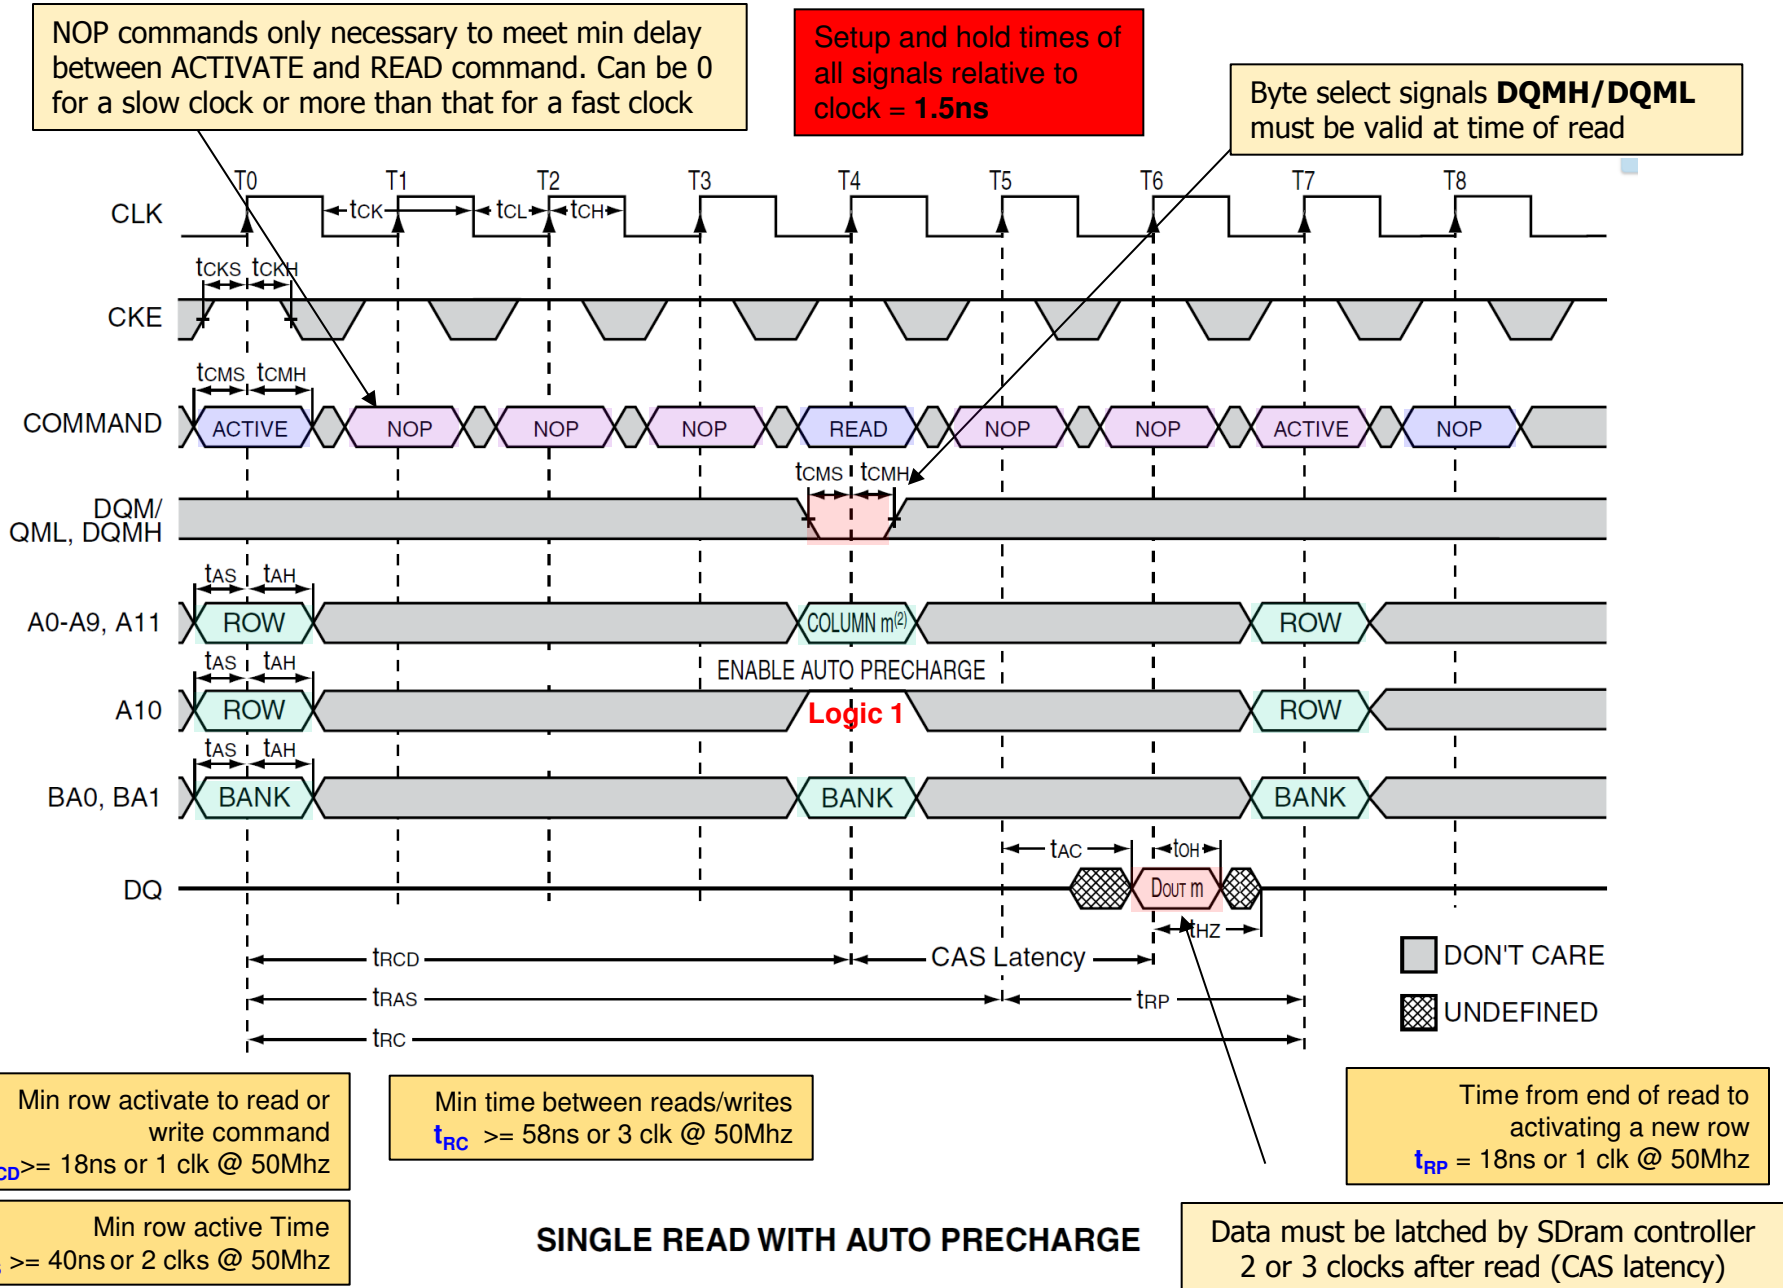 NOP commands only necessary to meet min delay
between ACTIVATE and READ command. Can be 0
for a slow clock or more than that for a fast clock
Setup and hold times of
all signals relative to
clock = 1.5ns
Byte select signals DQMH/DQML
must be valid at time of read
T0 T1 T2 T3 T4 T5 T6 T7 T8
CLK
tCK tCL tCH
tCKS tCKH
CKE
tCMS tCMH
COMMAND ACTIVE NOP NOP NOP READ NOP NOP ACTIVE NOP
tCMS tCMH
DQM/
QML, DQMH
tAS tAH
A0-A9, A11 ROW COLUMN m(2) ROW
tAS tAH ENABLE AUTO PRECHARGE
A10 ROW Logic 1 ROW
tAS tAH
BA0, BA1 BANK BANK BANK
tAC tOH
DQ DOUT m
tHZ
tRCD CAS Latency
DON'T CARE
tRAS tRP
UNDEFINED
tRC
Min row activate to read or
write command
CD>= 18ns or 1 clk @ 50Mhz
Min time between reads/writes
tRC >= 58ns or 3 clk @ 50Mhz
Time from end of read to
activating a new row
tRP = 18ns or 1 clk @ 50Mhz
Min row active Time
>= 40ns or 2 clks @ 50Mhz
SINGLE READ WITH AUTO PRECHARGE
Data must be latched by SDram controller
2 or 3 clocks after read (CAS latency)